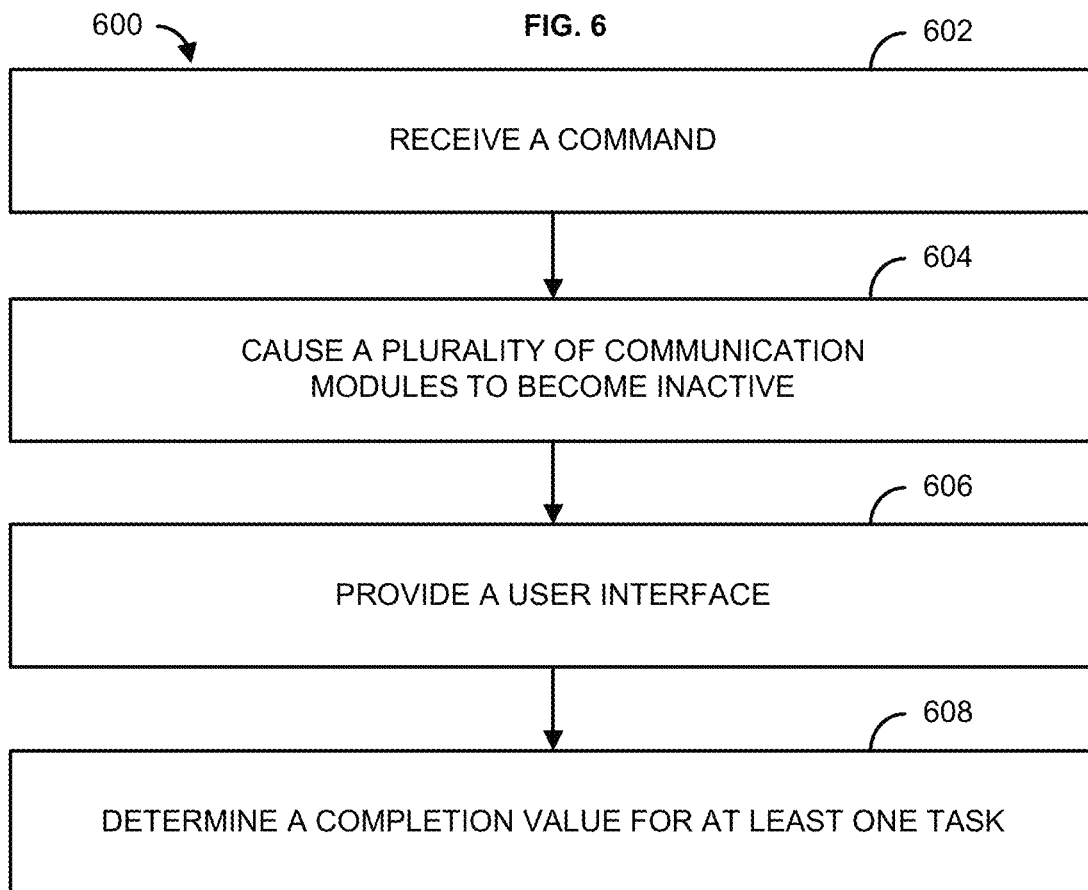 600
FIG. 6
602
RECEIVE A COMMAND
604
CAUSE A PLURALITY OF COMMUNICATION
MODULES TO BECOME INACTIVE
606
PROVIDE A USER INTERFACE
608
DETERMINE A COMPLETION VALUE FOR AT LEAST ONE TASK